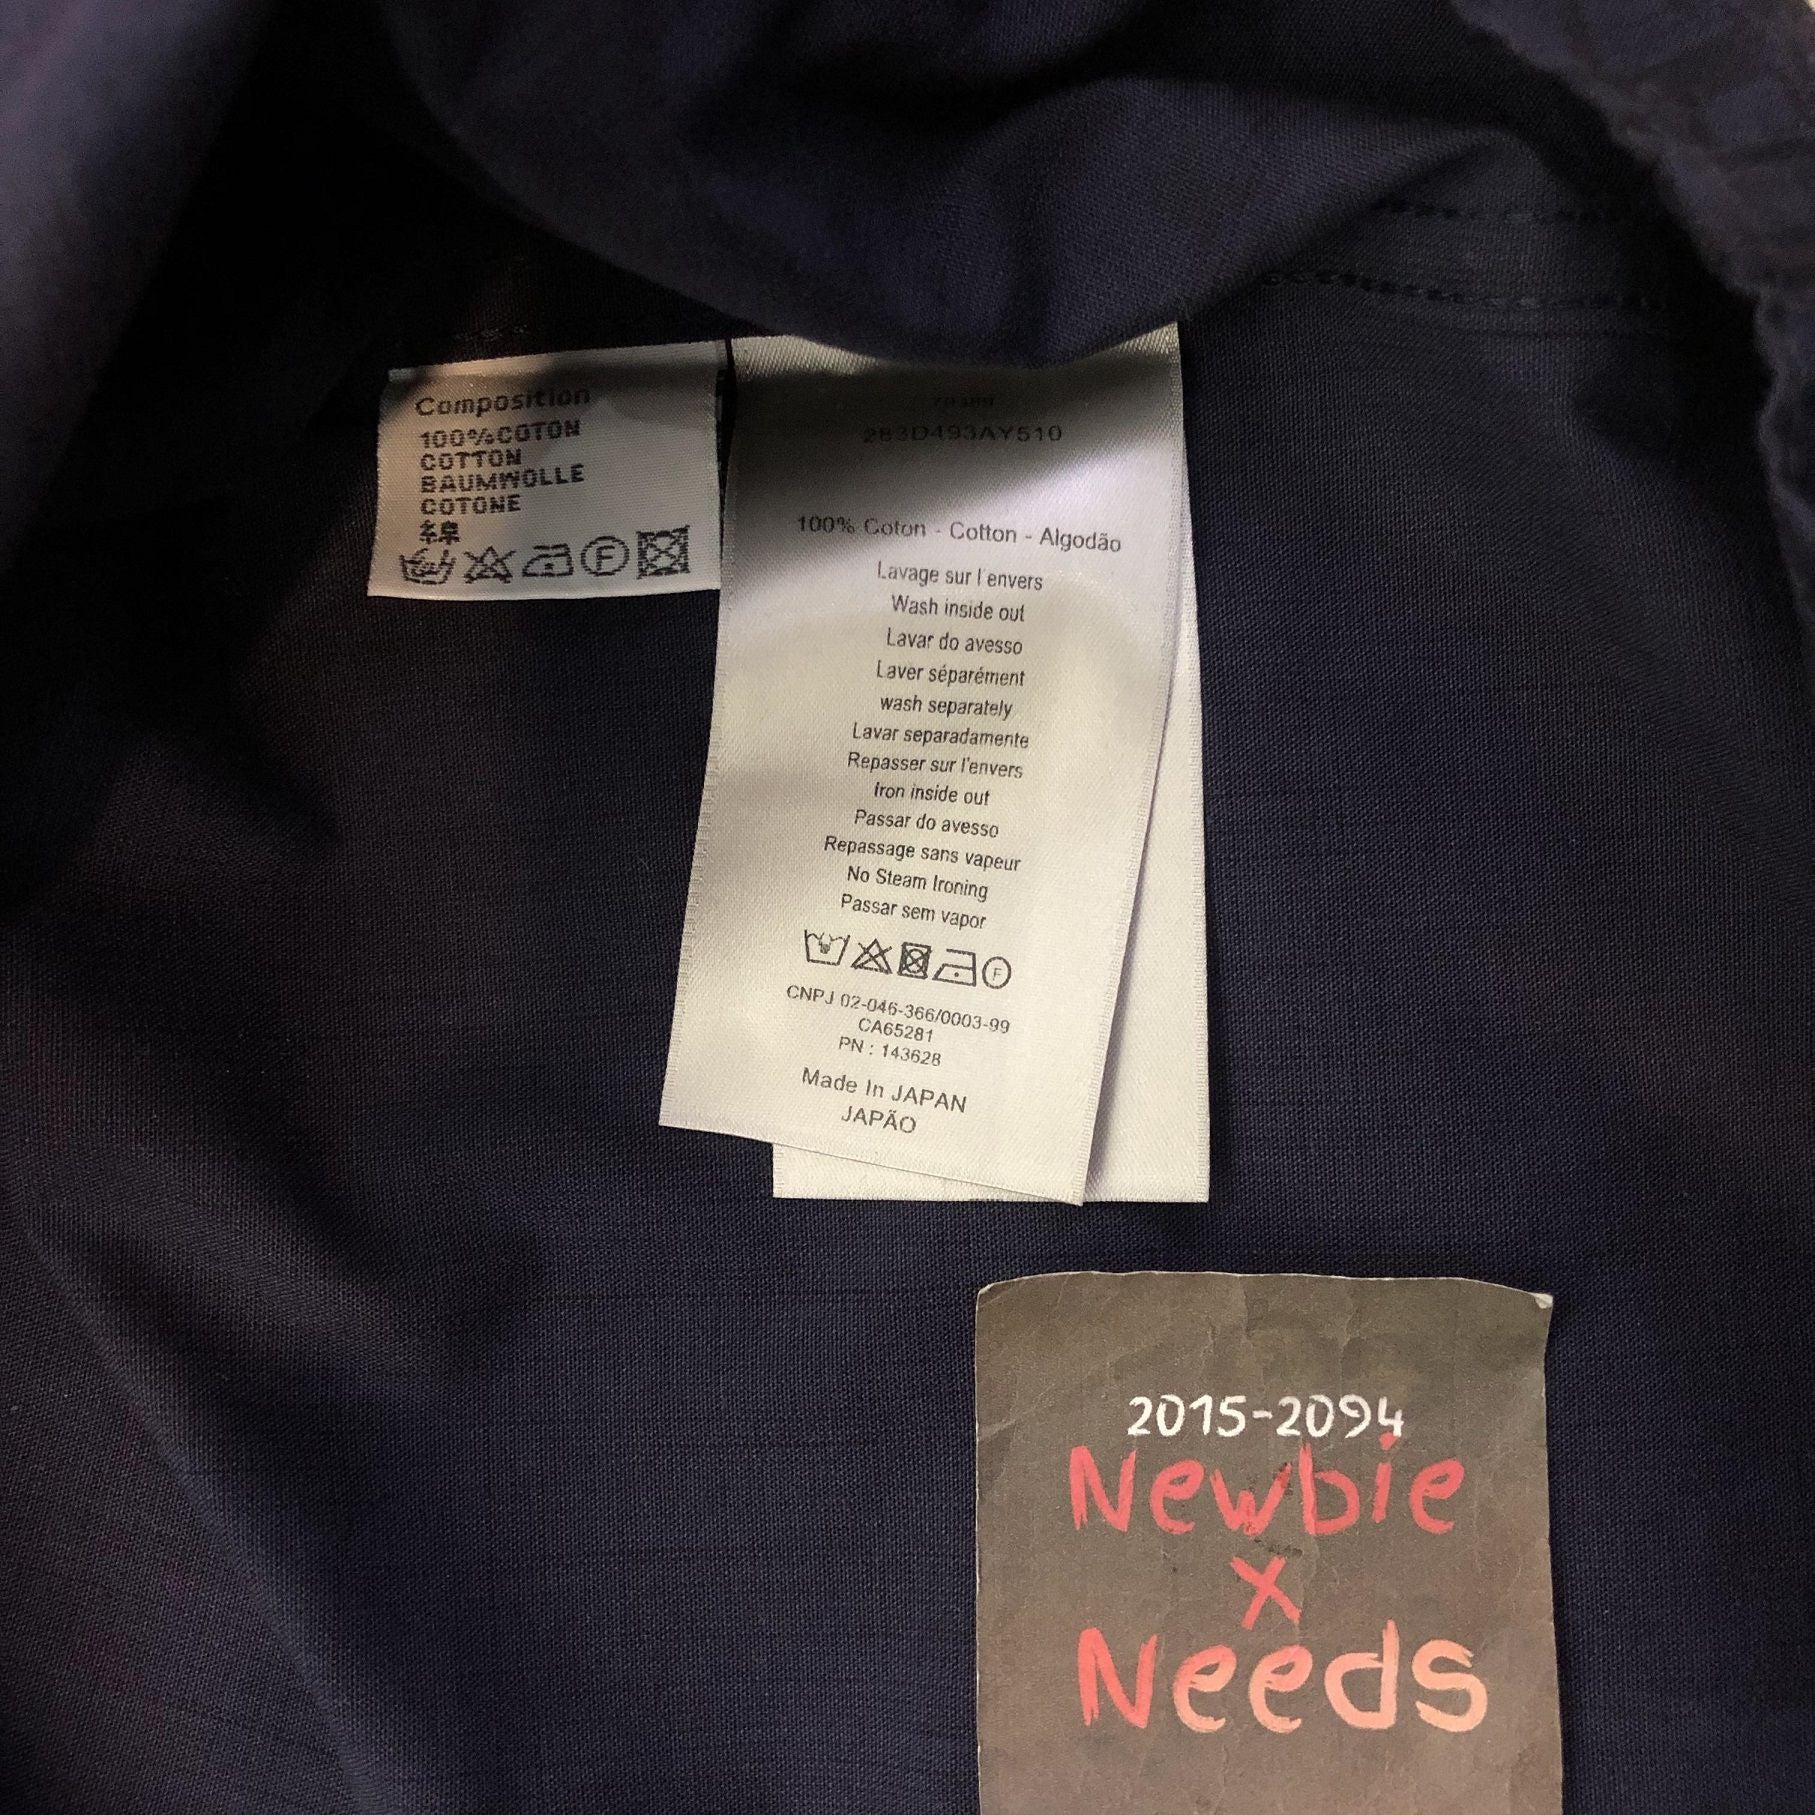 Composition
100%COTON
COTTON
BAUMWOLLE
COTONE
綿
283D493AY510
100% Coton - Cotton - Algodão
Lavage sur l'envers
Wash inside out
Lavar do avesso
Laver séparément
wash separately
Lavar separadamente
Repasser sur l'envers
Iron inside out
Passar do avesso
Repassage sans vapeur
No Steam Ironing
Passar sem vapor
F
F
CNPJ 02-046-366/0003-99
CA65281
PN : 143628
Made In JAPAN
JAPÃO
2015-2094
Newbie
x
Needs